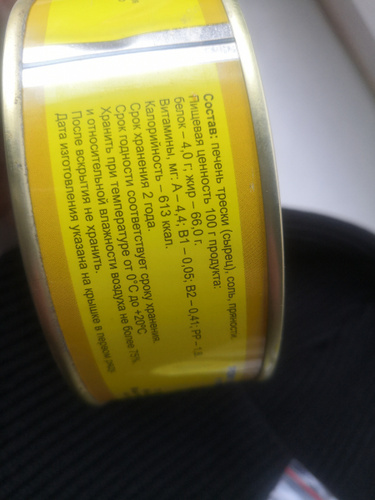 Состав: печень трески (сырец), соль, пряности.
Пищевая ценность 100 г продукта:
белок – 4,0 г; жир – 66,0 г.
Витамины, мг: А – 4,4; В1 – 0,05; В2 – 0,41; РР – 1,8.
Калорийность – 613 ккал.
Срок хранения 2 года.
Срок годности соответствует сроку хранения.
Хранить при температуре от 0°С до +20°С
и относительной влажности воздуха не более 75%.
После вскрытия не хранить.
Дата изготовления указана на крышке в первом ряду.